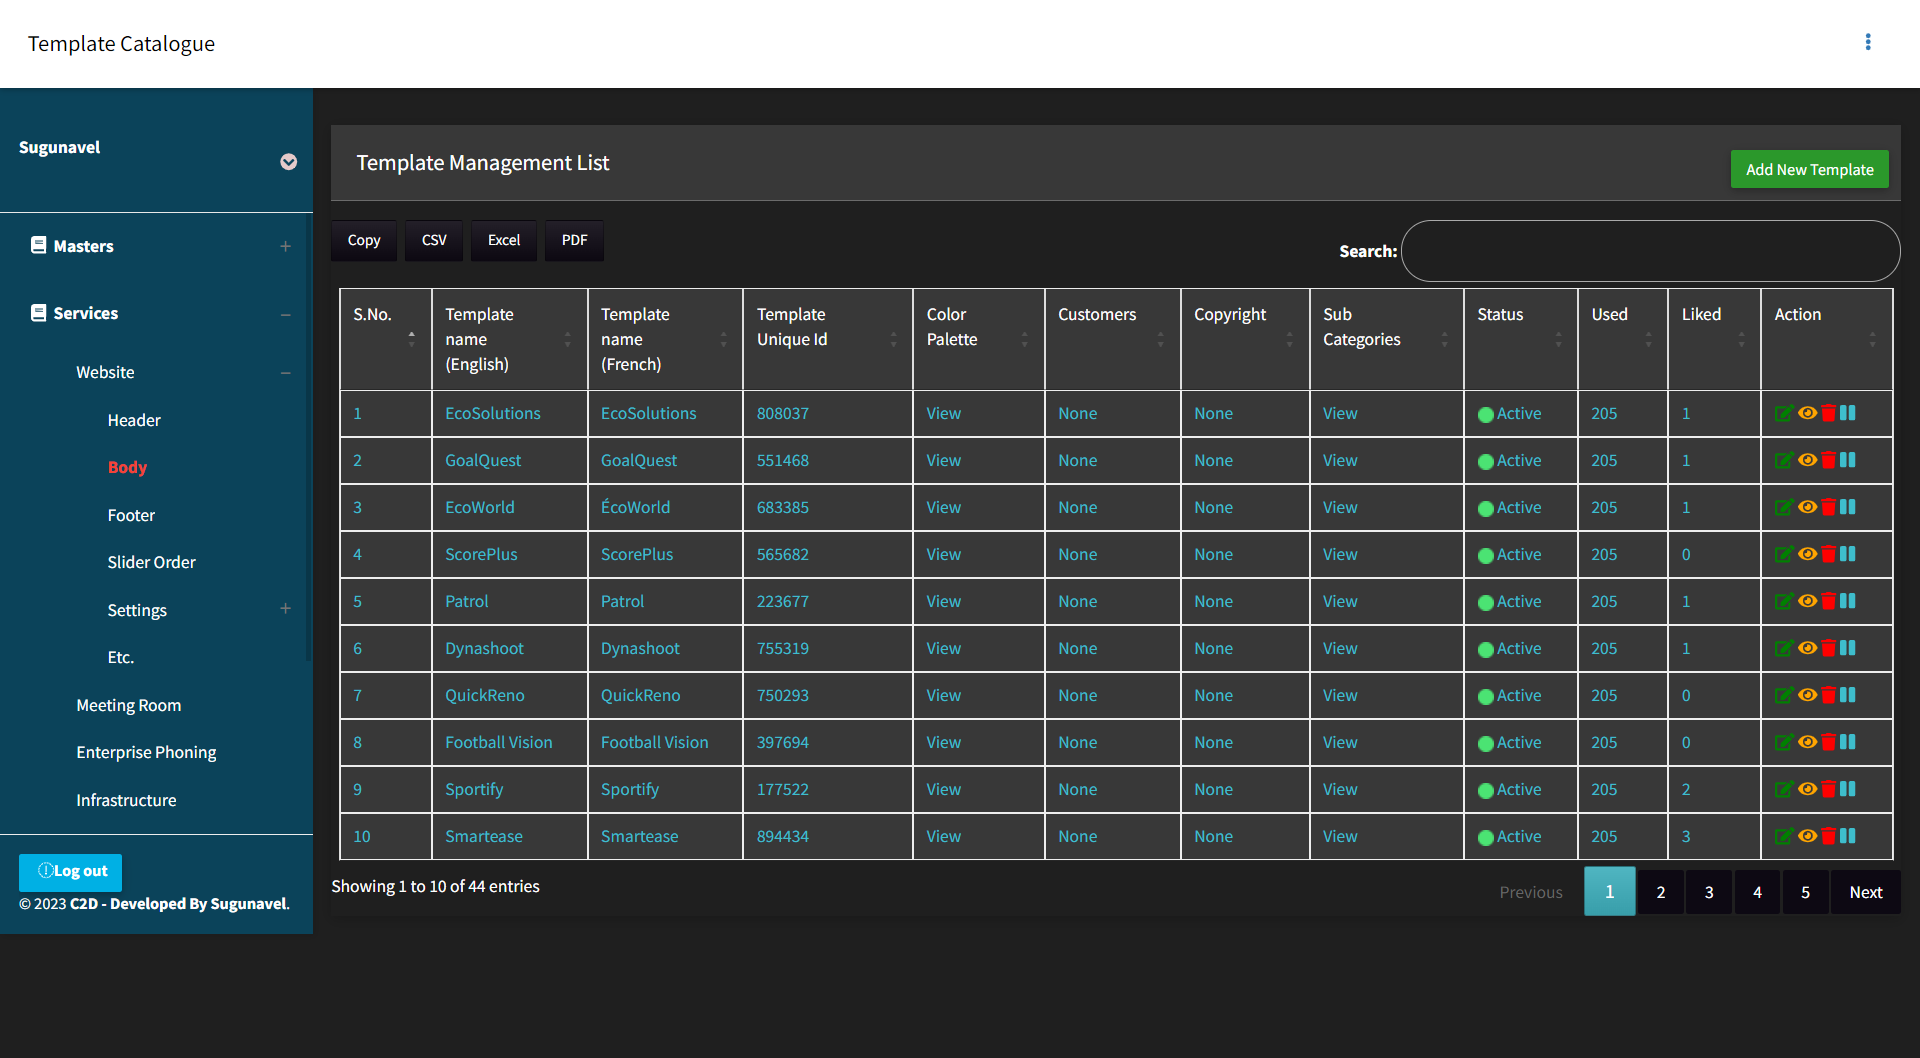 Template Catalogue
Sugunavel
Masters
Services
Website
Header
Body
Footer
Slider Order
Settings
Etc.
Meeting Room
Enterprise Phoning
Infrastructure
Log out
© 2023 C2D - Developed By Sugunavel.
Template Management List
Add New Template
Copy CSV Excel PDF
Search:
S.No. Template name (English) Template name (French) Template Unique Id Color Palette Customers Copyright Sub Categories Status Used Liked Action
1 EcoSolutions EcoSolutions 808037 View None None View Active 205 1
2 GoalQuest GoalQuest 551468 View None None View Active 205 1
3 EcoWorld ÉcoWorld 683385 View None None View Active 205 1
4 ScorePlus ScorePlus 565682 View None None View Active 205 0
5 Patrol Patrol 223677 View None None View Active 205 1
6 Dynashoot Dynashoot 755319 View None None View Active 205 1
7 QuickReno QuickReno 750293 View None None View Active 205 0
8 Football Vision Football Vision 397694 View None None View Active 205 0
9 Sportify Sportify 177522 View None None View Active 205 2
10 Smartease Smartease 894434 View None None View Active 205 3
Showing 1 to 10 of 44 entries
Previous 1 2 3 4 5 Next